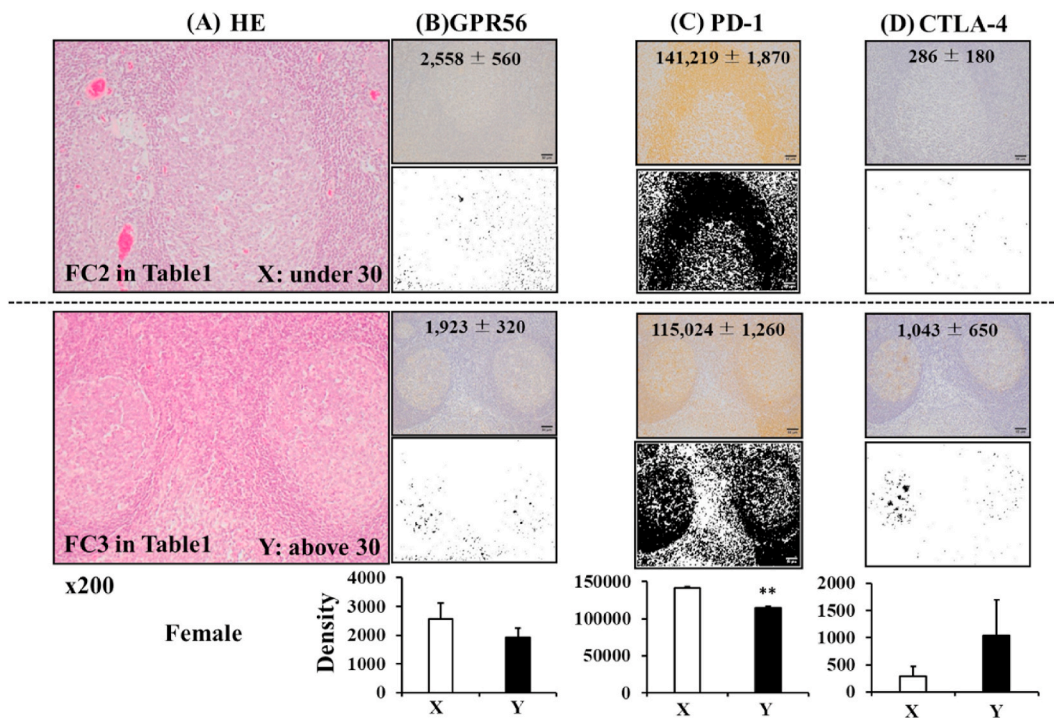 (A) HE
(B)GPR56
(C) PD-1
(D) CTLA-4
2,558 ± 560
141,219 ± 1,870
286 ± 180
FC2 in Table1
X: under 30
1,923 ± 320
115,024 ± 1,260
1,043 ± 650
FC3 in Table1
Y: above 30
x200
Female
Density
4000
3000
2000
1000
0
X
Y
150000
100000
50000
0
**
X
Y
2000
1500
1000
500
0
X
Y